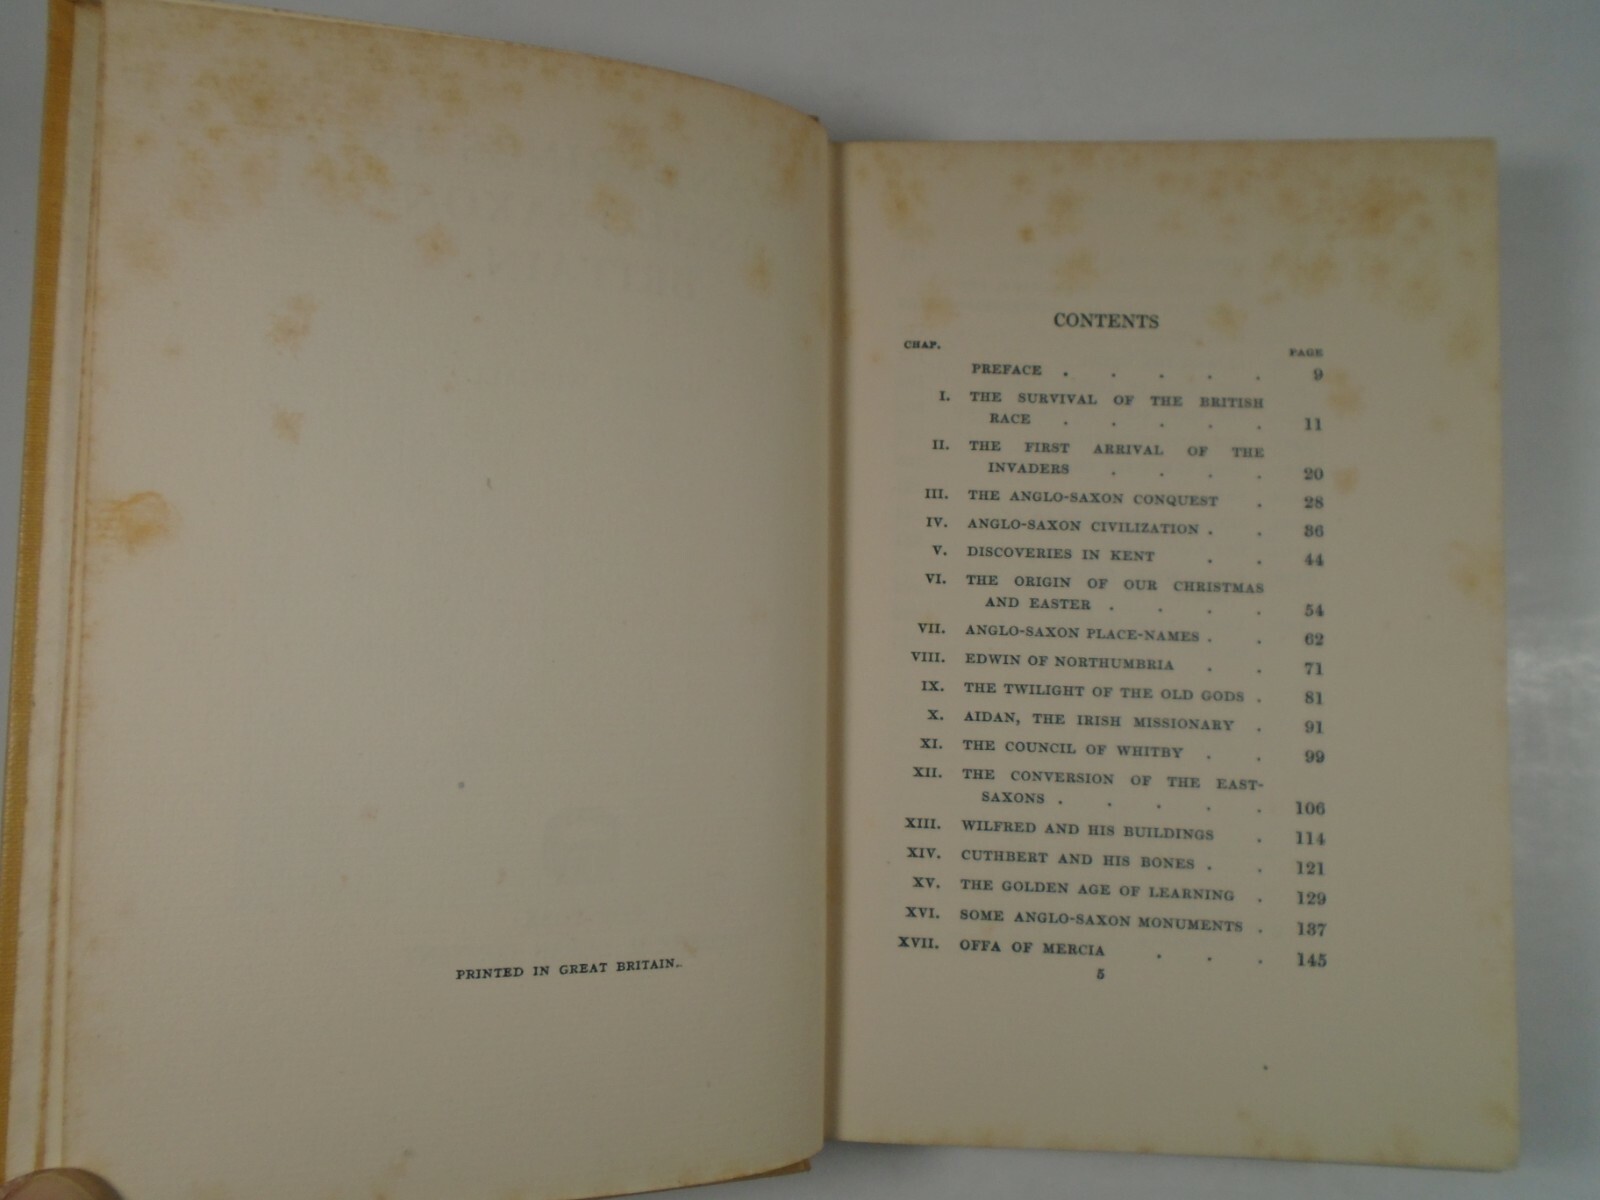 PRINTED IN GREAT BRITAIN.
CONTENTS
CHAP. PAGE
PREFACE . . . . . 9
I. THE SURVIVAL OF THE BRITISH
RACE . . . . . 11
II. THE FIRST ARRIVAL OF THE
INVADERS . . . . 20
III. THE ANGLO-SAXON CONQUEST . 28
IV. ANGLO-SAXON CIVILIZATION . . 36
V. DISCOVERIES IN KENT . . 44
VI. THE ORIGIN OF OUR CHRISTMAS
AND EASTER . . . . 54
VII. ANGLO-SAXON PLACE-NAMES . . 62
VIII. EDWIN OF NORTHUMBRIA . . 71
IX. THE TWILIGHT OF THE OLD GODS . 81
X. AIDAN, THE IRISH MISSIONARY . 91
XI. THE COUNCIL OF WHITBY . . 99
XII. THE CONVERSION OF THE EAST-
SAXONS . . . . . 106
XIII. WILFRED AND HIS BUILDINGS . 114
XIV. CUTHBERT AND HIS BONES . . 121
XV. THE GOLDEN AGE OF LEARNING . 129
XVI. SOME ANGLO-SAXON MONUMENTS . 137
XVII. OFFA OF MERCIA . . . 145
5